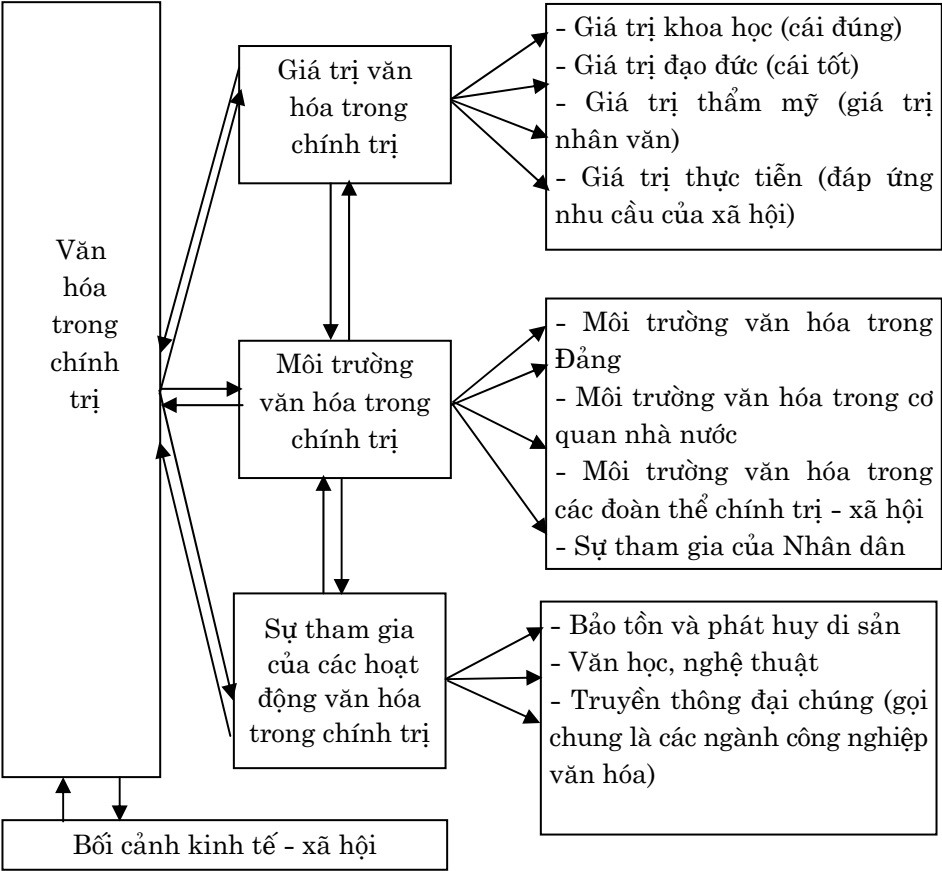 Văn
hóa
trong
chính
trị
Giá trị văn
hóa trong
chính trị
- Giá trị khoa học (cái đúng)
- Giá trị đạo đức (cái tốt)
- Giá trị thẩm mỹ (giá trị
nhân văn)
- Giá trị thực tiễn (đáp ứng
nhu cầu của xã hội)
Môi trường
văn hóa trong
chính trị
- Môi trường văn hóa trong
Đảng
- Môi trường văn hóa trong cơ
quan nhà nước
- Môi trường văn hóa trong
các đoàn thể chính trị - xã hội
- Sự tham gia của Nhân dân
Sự tham gia
của các hoạt
động văn hóa
trong chính trị
- Bảo tồn và phát huy di sản
- Văn học, nghệ thuật
- Truyền thông đại chúng (gọi
chung là các ngành công nghiệp
văn hóa)
Bối cảnh kinh tế - xã hội